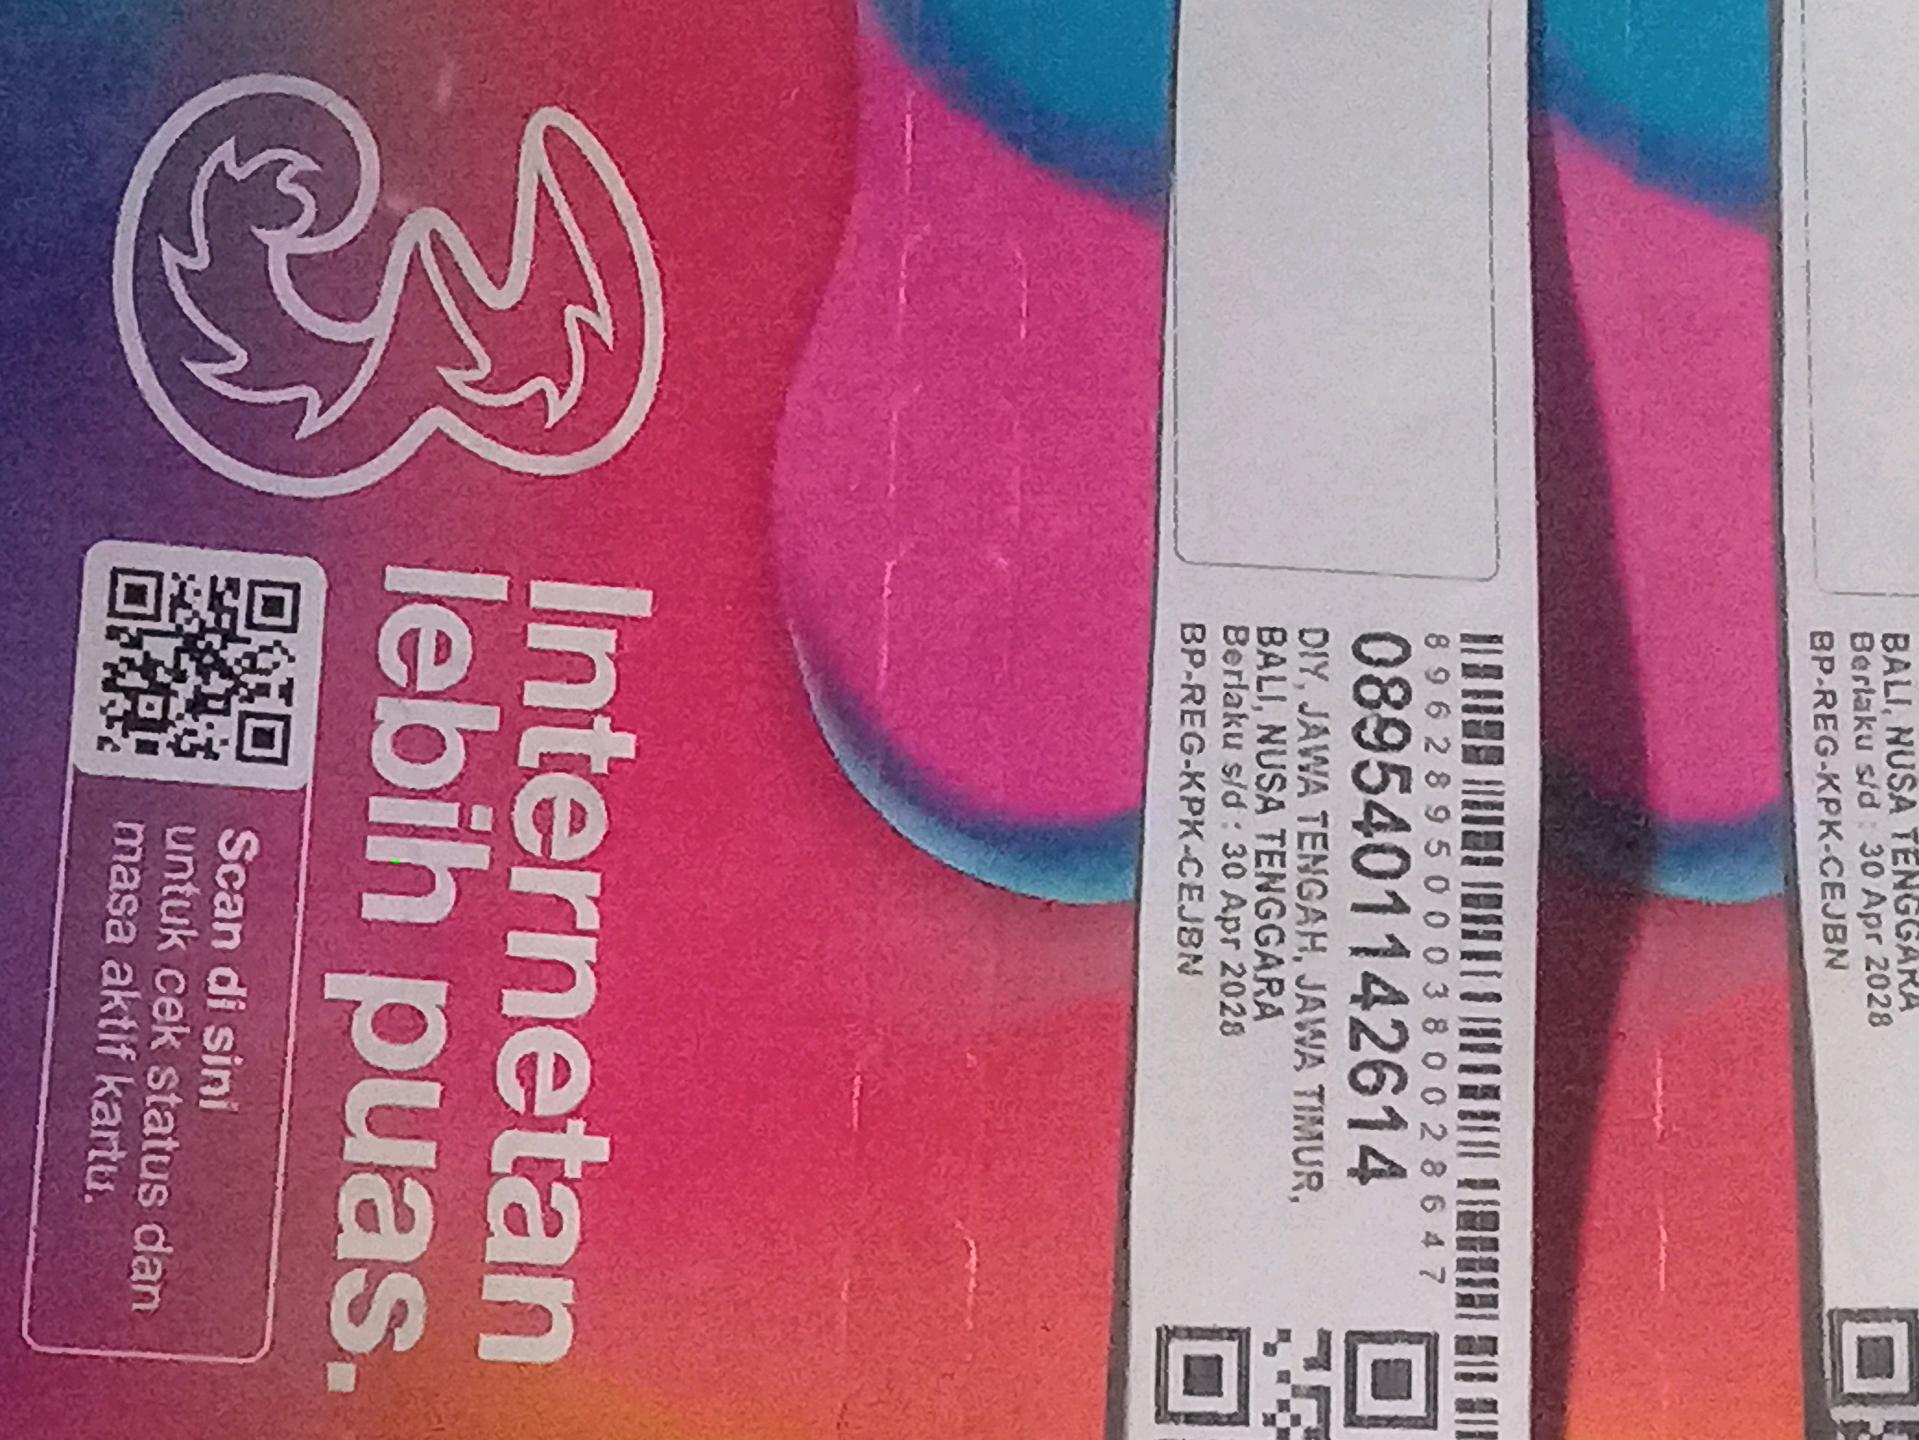 Internetan
lebih puas.
Scan di sini
untuk cek status dan
masa aktif kartu.
8962895000380028647
0895401142614
DIY, JAWA TENGAH, JAWA TIMUR,
BALI, NUSA TENGGARA
Berlaku s/d : 30 Apr 2028
BP-REG-KPK-CEJBN
BALI, NUSA TENGGARA
Berlaku s/d : 30 Apr 2028
BP-REG-KPK-CEJBN